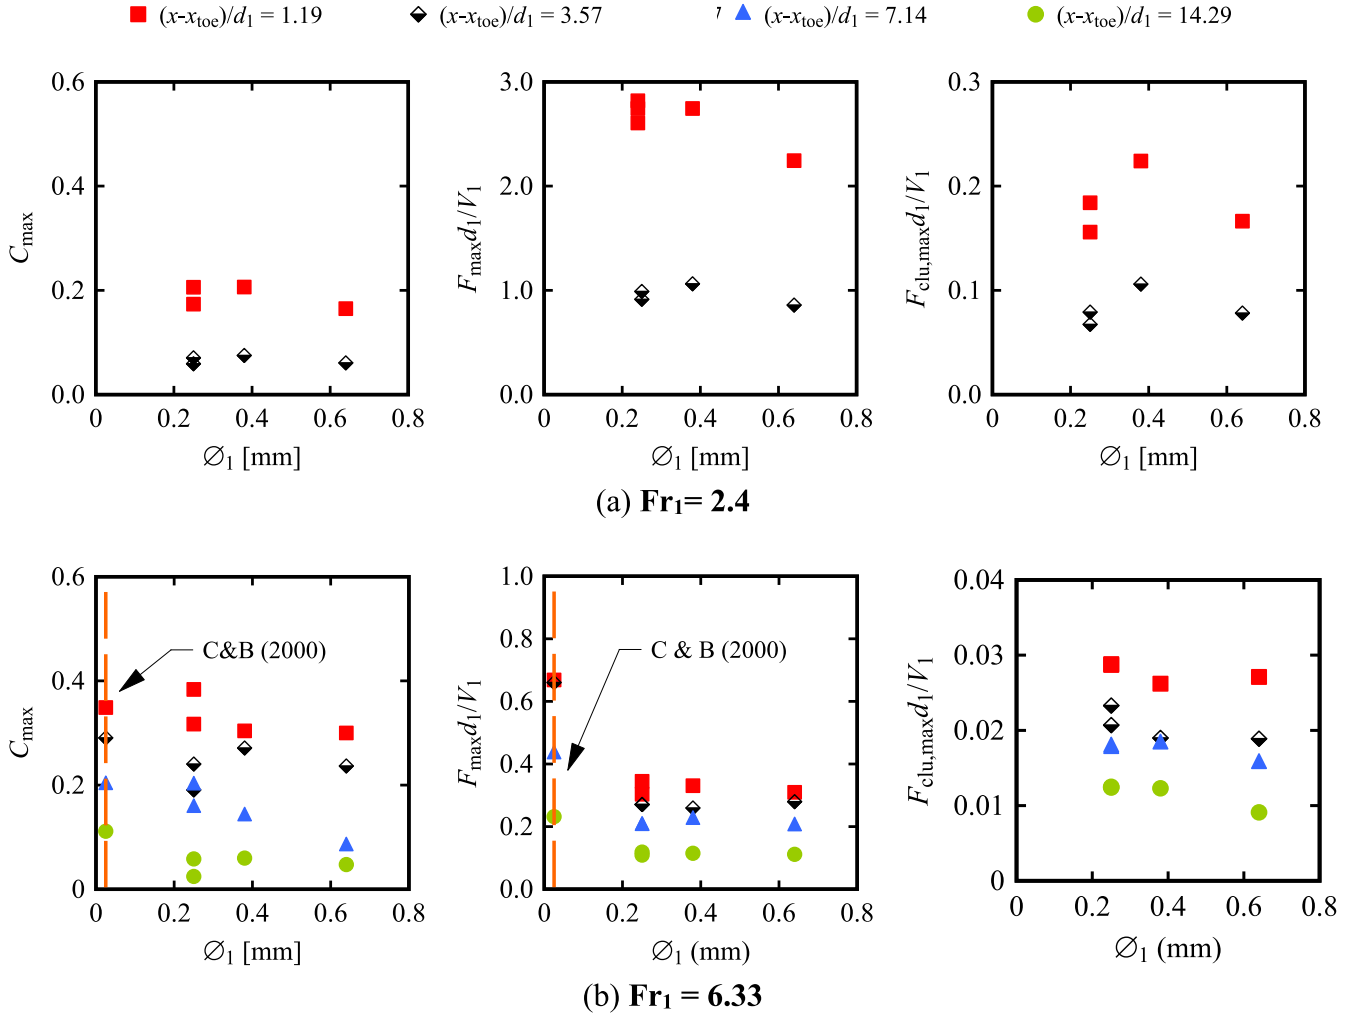 (x-xtoe)/d1 = 1.19 (x-xtoe)/d1 = 3.57 (x-xtoe)/d1 = 7.14 (x-xtoe)/d1 = 14.29
0.6
0.4
0.2
0.0
0 0.2 0.4 0.6 0.8
Cmax
∅1 [mm]
3.0
2.0
1.0
0.0
0 0.2 0.4 0.6 0.8
Fmaxd1/V1
∅1 [mm]
0.3
0.2
0.1
0.0
0 0.2 0.4 0.6 0.8
Fclu,maxd1/V1
∅1 [mm]
(a) Fr1= 2.4
0.6
0.4
0.2
0
0 0.2 0.4 0.6 0.8
Cmax
C&B (2000)
∅1 [mm]
1.0
0.8
0.6
0.4
0.2
0.0
0 0.2 0.4 0.6 0.8
Fmaxd1/V1
C & B (2000)
∅1 (mm)
0.04
0.03
0.02
0.01
0
0 0.2 0.4 0.6 0.8
Fclu,maxd1/V1
∅1 (mm)
(b) Fr1 = 6.33